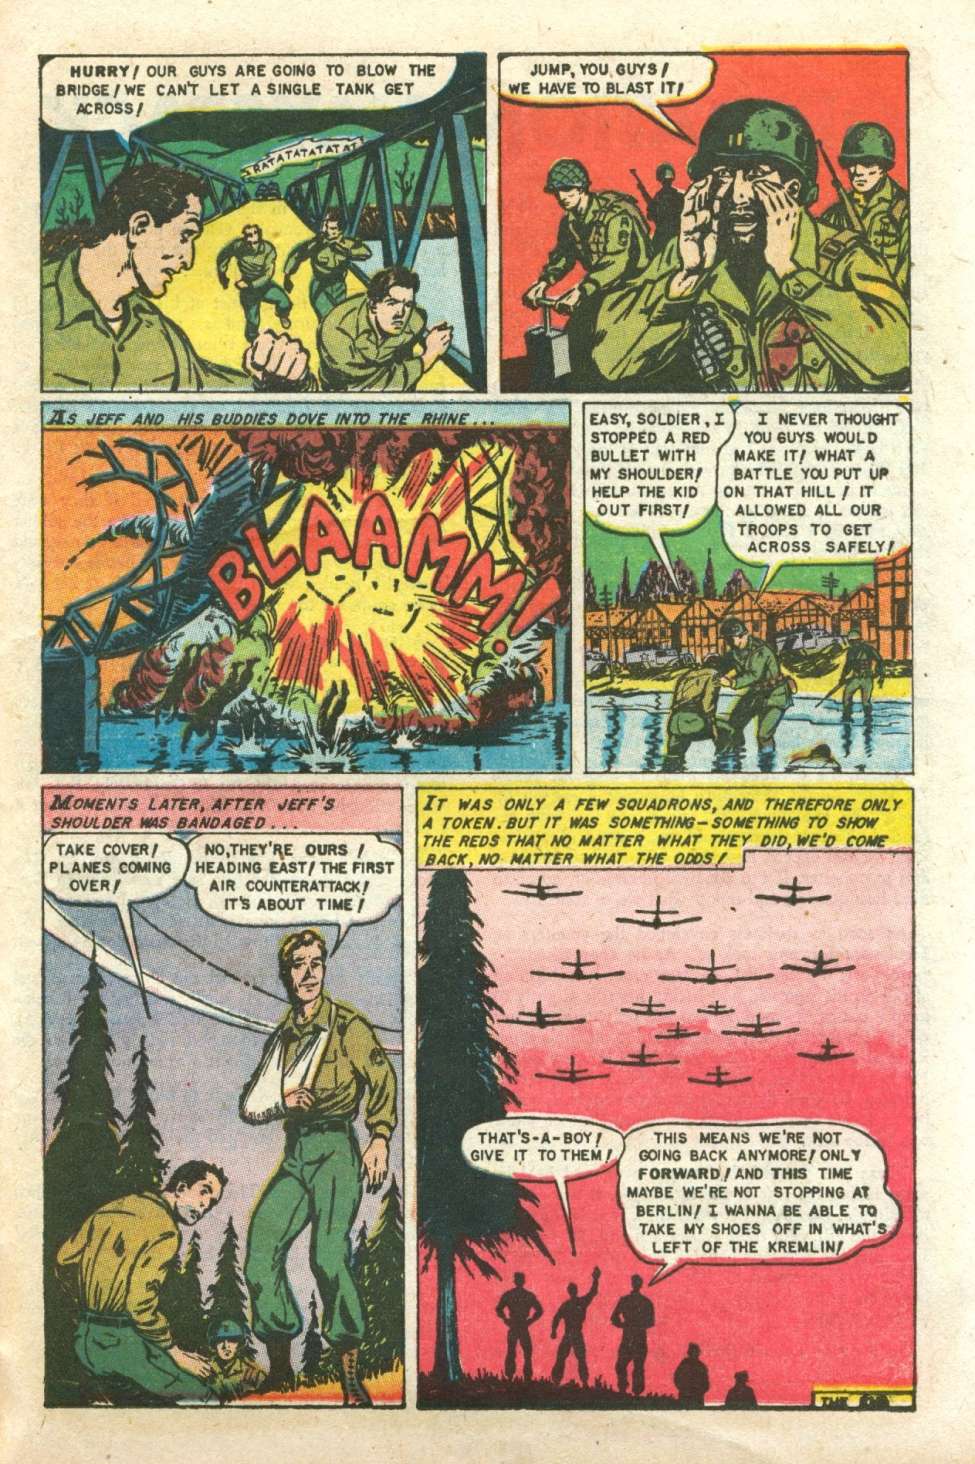 HURRY! OUR GUYS ARE GOING TO BLOW THE
BRIDGE! WE CAN'T LET A SINGLE TANK GET
ACROSS!
RATATATATATAT
JUMP, YOU GUYS!
WE HAVE TO BLAST IT!
AS JEFF AND HIS BUDDIES DOVE INTO THE RHINE...
BLAAAMM!
EASY, SOLDIER, I
STOPPED A RED
BULLET WITH
MY SHOULDER!
HELP THE KID
OUT FIRST!
I NEVER THOUGHT
YOU GUYS WOULD
MAKE IT! WHAT A
BATTLE YOU PUT UP
ON THAT HILL! IT
ALLOWED ALL OUR
TROOPS TO GET
ACROSS SAFELY!
MOMENTS LATER, AFTER JEFF'S
SHOULDER WAS BANDAGED...
TAKE COVER!
PLANES COMING
OVER!
NO, THEY'RE OURS!
HEADING EAST! THE FIRST
AIR COUNTERATTACK!
IT'S ABOUT TIME!
IT WAS ONLY A FEW SQUADRONS, AND THEREFORE ONLY
A TOKEN. BUT IT WAS SOMETHING-SOMETHING TO SHOW
THE REDS THAT NO MATTER WHAT THEY DID, WE'D COME
BACK, NO MATTER WHAT THE ODDS!
THAT'S-A-BOY!
GIVE IT TO THEM!
THIS MEANS WE'RE NOT
GOING BACK ANYMORE! ONLY
FORWARD! AND THIS TIME
MAYBE WE'RE NOT STOPPING AT
BERLIN! I WANNA BE ABLE TO
TAKE MY SHOES OFF IN WHAT'S
LEFT OF THE KREMLIN!
THE